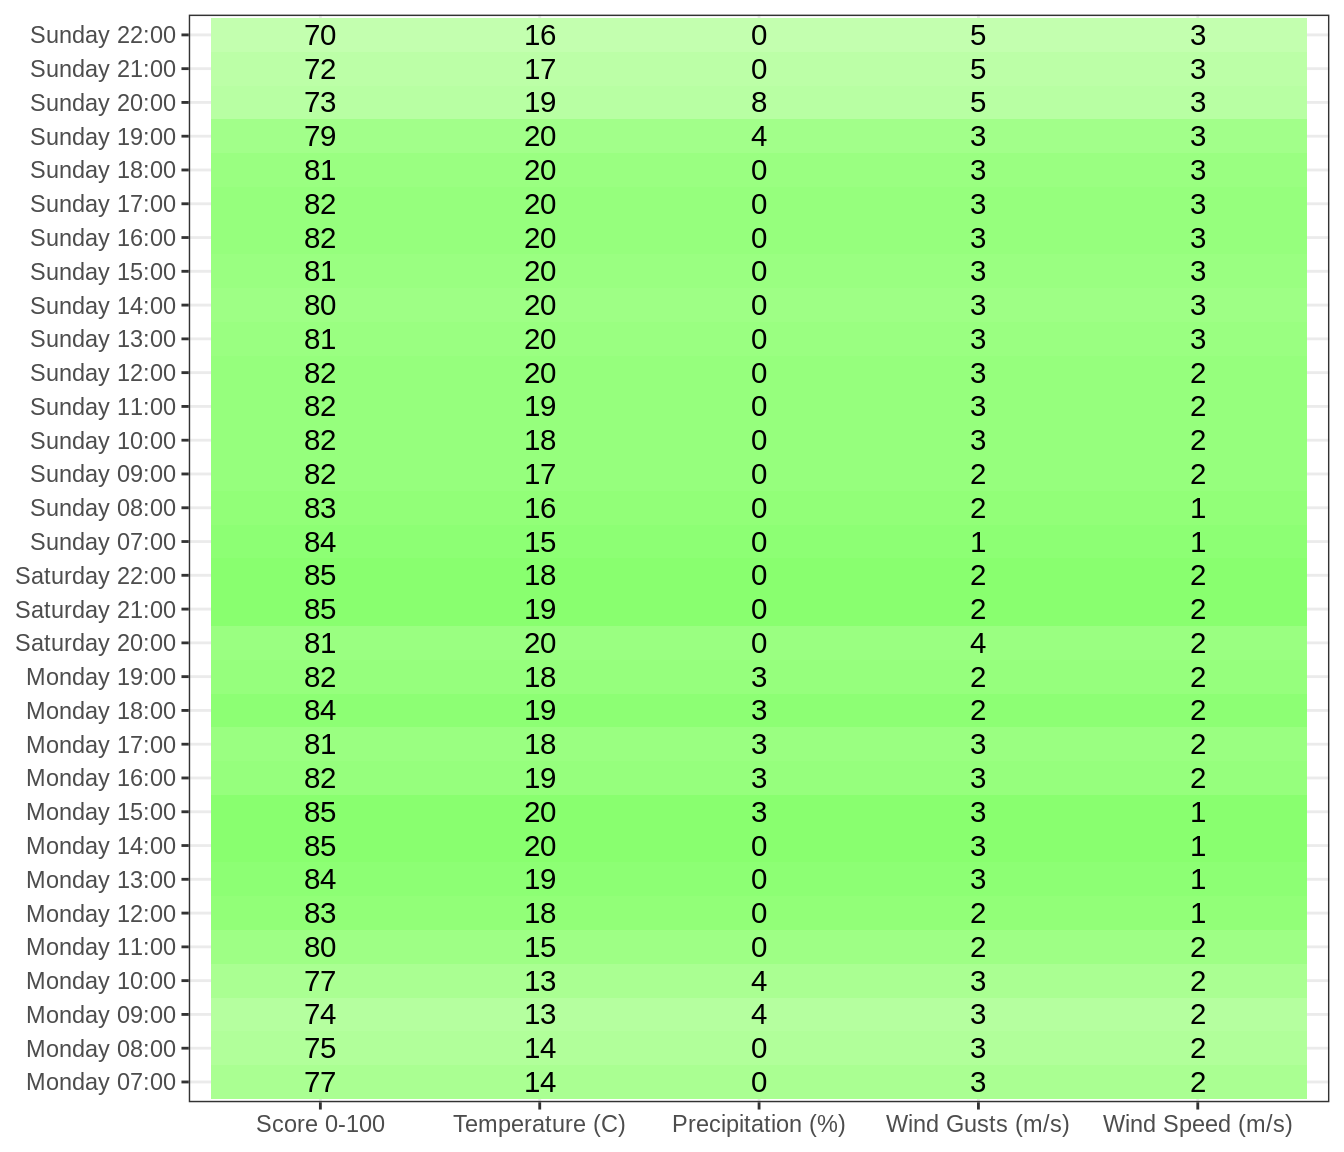 Sunday 22:00 70 16 0 5 3
Sunday 21:00 72 17 0 5 3
Sunday 20:00 73 19 8 5 3
Sunday 19:00 79 20 4 3 3
Sunday 18:00 81 20 0 3 3
Sunday 17:00 82 20 0 3 3
Sunday 16:00 82 20 0 3 3
Sunday 15:00 81 20 0 3 3
Sunday 14:00 80 20 0 3 3
Sunday 13:00 81 20 0 3 3
Sunday 12:00 82 20 0 3 2
Sunday 11:00 82 19 0 3 2
Sunday 10:00 82 18 0 3 2
Sunday 09:00 82 17 0 2 2
Sunday 08:00 83 16 0 2 1
Sunday 07:00 84 15 0 1 1
Saturday 22:00 85 18 0 2 2
Saturday 21:00 85 19 0 2 2
Saturday 20:00 81 20 0 4 2
Monday 19:00 82 18 3 2 2
Monday 18:00 84 19 3 2 2
Monday 17:00 81 18 3 3 2
Monday 16:00 82 19 3 3 2
Monday 15:00 85 20 3 3 1
Monday 14:00 85 20 0 3 1
Monday 13:00 84 19 0 3 1
Monday 12:00 83 18 0 2 1
Monday 11:00 80 15 0 2 2
Monday 10:00 77 13 4 3 2
Monday 09:00 74 13 4 3 2
Monday 08:00 75 14 0 3 2
Monday 07:00 77 14 0 3 2
Score 0-100 Temperature (C) Precipitation (%) Wind Gusts (m/s) Wind Speed (m/s)